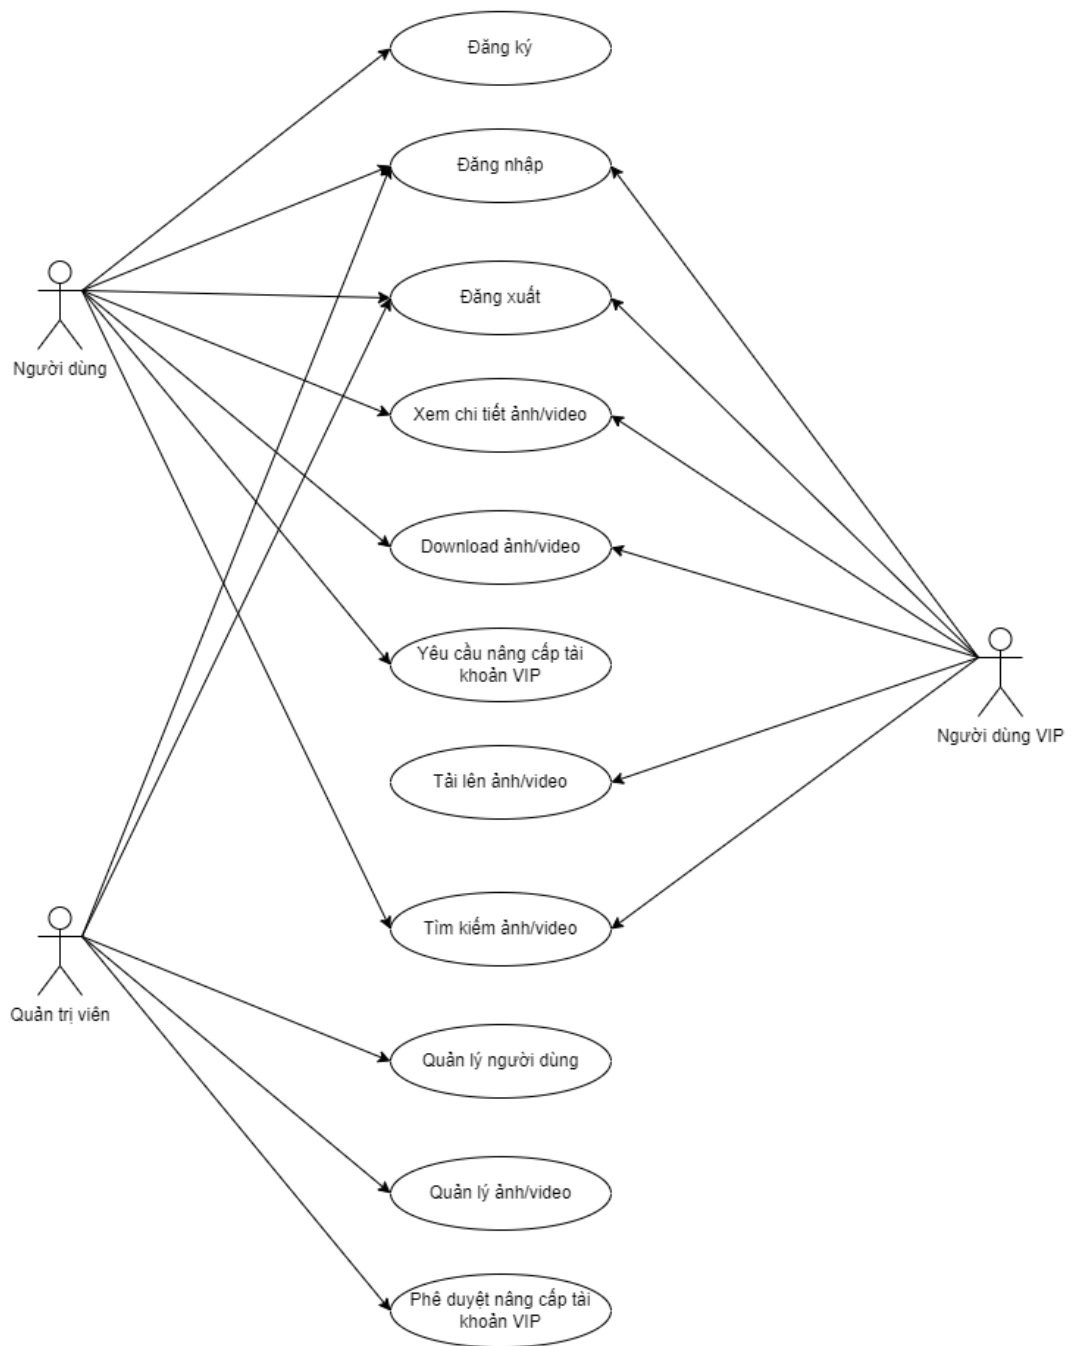 Đăng ký
Đăng nhập
Đăng xuất
Người dùng
Xem chi tiết ảnh/video
Download ảnh/video
Yêu cầu nâng cấp tài
khoản VIP
Người dùng VIP
Tải lên ảnh/video
Tìm kiếm ảnh/video
Quản trị viên
Quản lý người dùng
Quản lý ảnh/video
Phê duyệt nâng cấp tài
khoản VIP